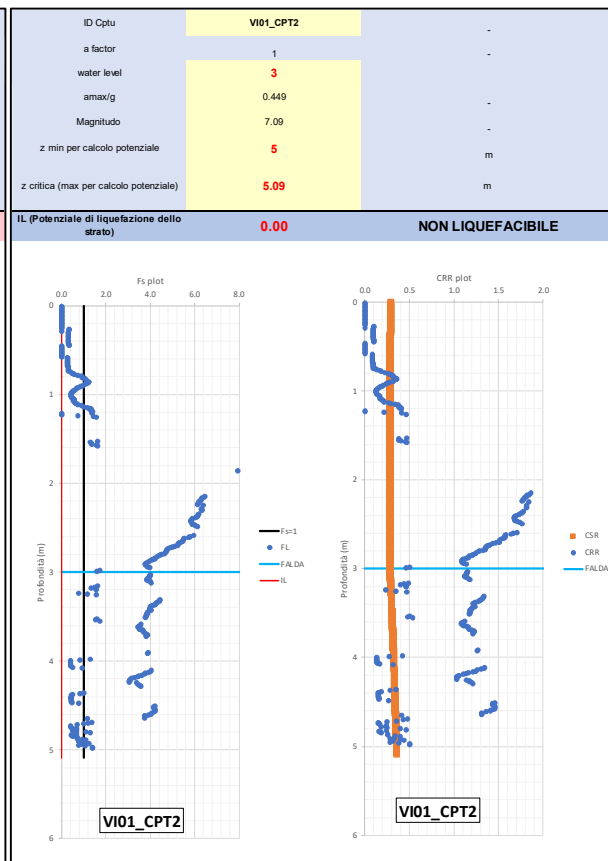 ID Cptu VI01_CPT2 -
a factor 1 -
water level 3
amax/g 0.449 -
Magnitudo 7.09 -
z min per calcolo potenziale 5 m
z critica (max per calcolo potenziale) 5.09 m
IL (Potenziale di liquefazione dello strato) 0.00 NON LIQUEFACIBILE
Fs plot
0.0 2.0 4.0 6.0 8.0
0
1
2
3
4
5
6
Profondità (m)
Fs=1
FL
FALDA
IL
VI01_CPT2
CRR plot
0.0 0.5 1.0 1.5 2.0
0
1
2
3
4
5
6
Profondità (m)
CSR
CRR
FALDA
VI01_CPT2